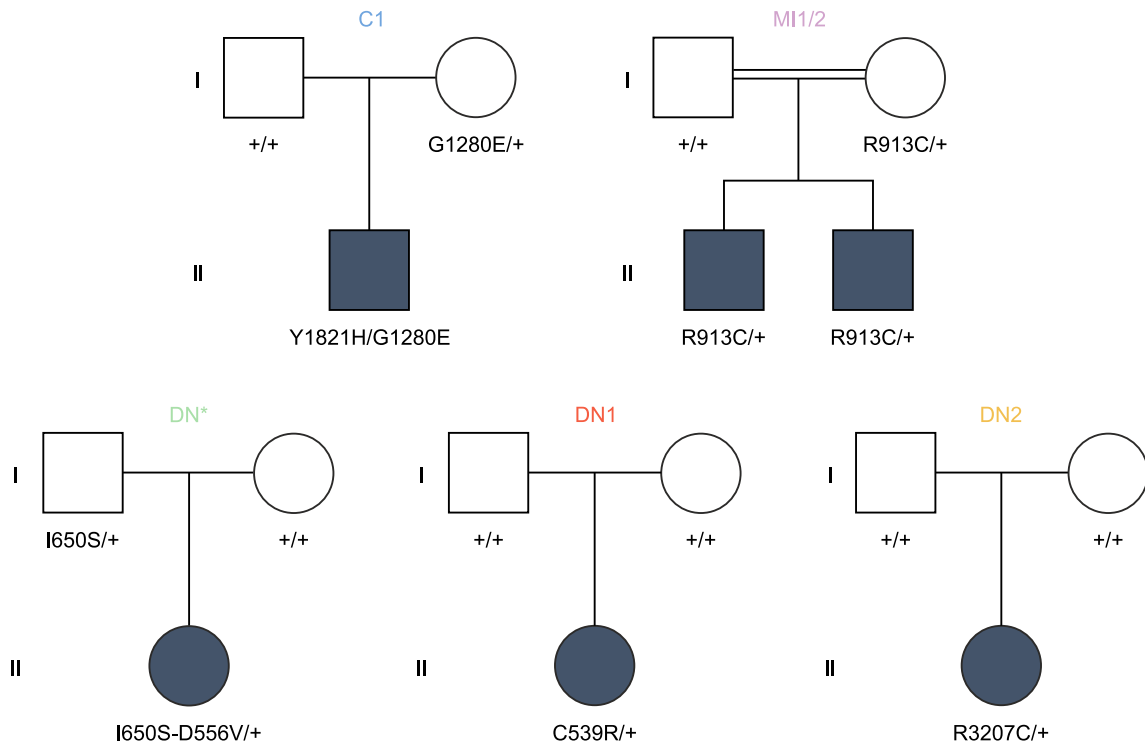 C1
I
+/+
G1280E/+
II
Y1821H/G1280E
MI1/2
I
+/+
R913C/+
II
R913C/+
R913C/+
DN*
I
I650S/+
+/+
II
I650S-D556V/+
DN1
I
+/+
+/+
II
C539R/+
DN2
I
+/+
+/+
II
R3207C/+